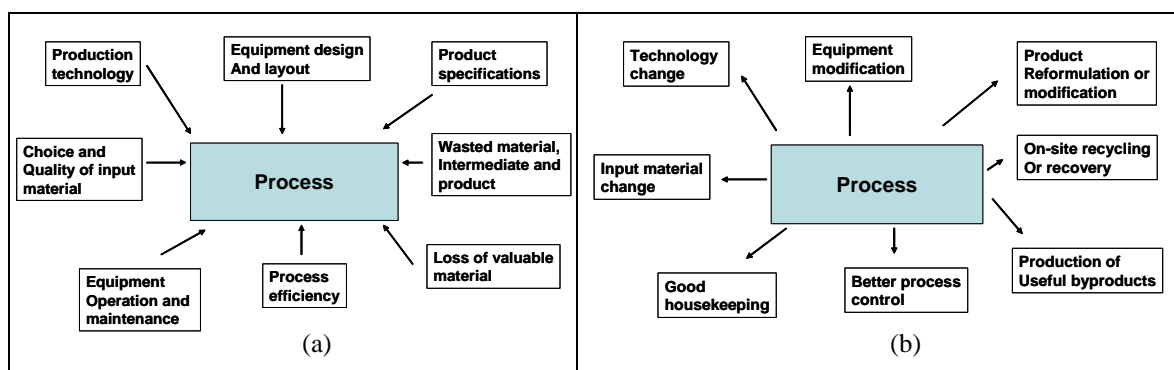 Production
technology
Equipment design
And layout
Product
specifications
Choice and
Quality of input
material
Process
Wasted material,
Intermediate and
product
Equipment
Operation and
maintenance
Process
efficiency
Loss of valuable
material
(a)
Technology
change
Equipment
modification
Product
Reformulation or
modification
Input material
change
Process
On-site recycling
Or recovery
Good
housekeeping
Better process
control
Production of
Useful byproducts
(b)